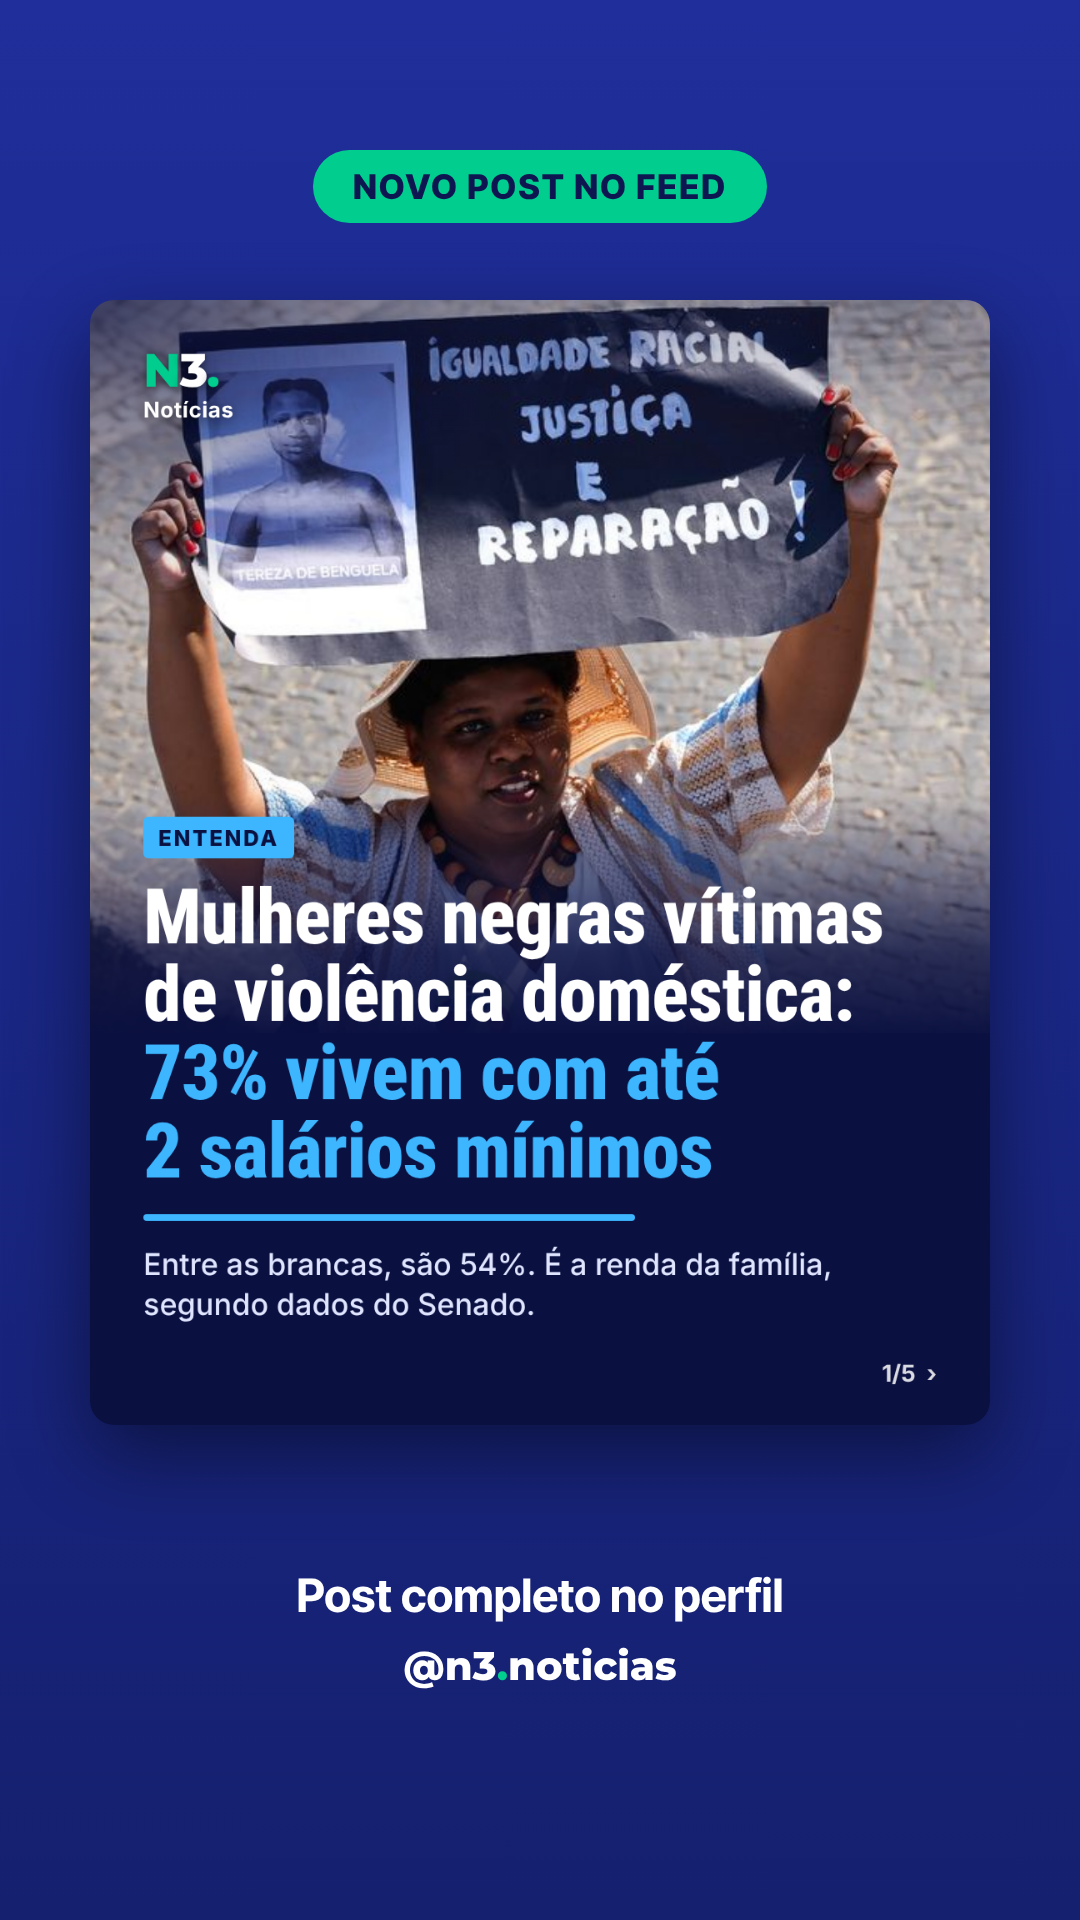 NOVO POST NO FEED
N3.
Notícias
IGUALDADE RACIAL
JUSTIÇA
E
REPARAÇÃO !
TEREZA DE BENGUELA
ENTENDA
Mulheres negras vítimas
de violência doméstica:
73% vivem com até
2 salários mínimos
Entre as brancas, são 54%. É a renda da família,
segundo dados do Senado.
1/5 ›
Post completo no perfil
@n3.noticias